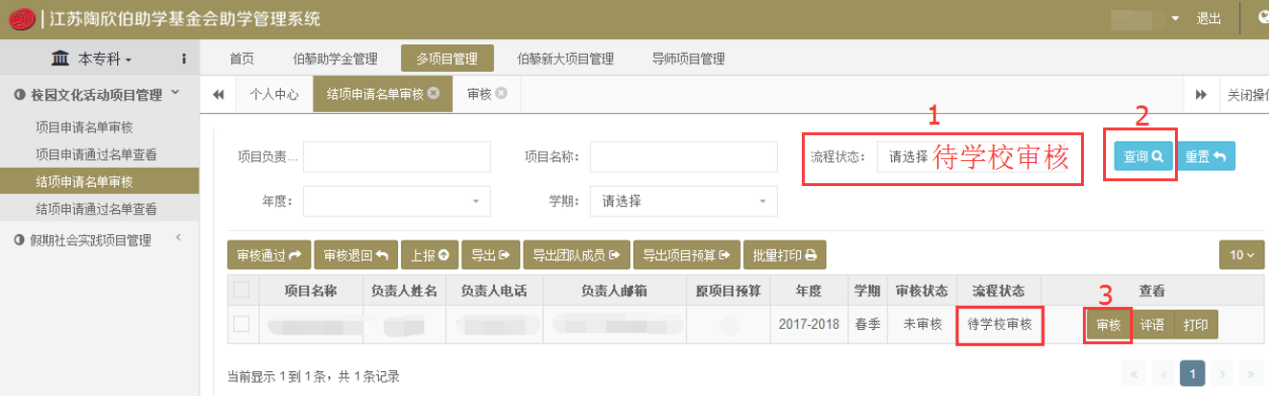 江苏陶欣伯助学基金会助学管理系统 退出
本专科 首页 伯藜助学金管理 多项目管理 伯藜新大项目管理 导师项目管理
校园文化活动项目管理 个人中心 结项申请名单审核 审核 关闭操
项目申请名单审核
项目申请通过名单查看
结项申请名单审核
结项申请通过名单查看
假期社会实践项目管理
1 2
项目负责... 项目名称: 流程状态: 请选择 待学校审核 查询 重置
年度: 学期: 请选择
审核通过 审核退回 上报 导出 导出团队成员 导出项目预算 批量打印 10
项目名称 负责人姓名 负责人电话 负责人邮箱 原项目预算 年度 学期 审核状态 流程状态 查看
3
2017-2018 春季 未审核 待学校审核 审核 评语 打印
当前显示 1 到 1 条，共 1 条记录 « ‹ 1 › »